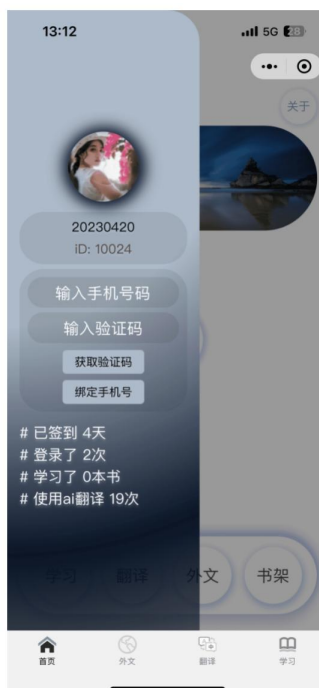 13:12
5G 28
关于
20230420
iD: 10024
输入手机号码
输入验证码
获取验证码
绑定手机号
# 已签到 4天
# 登录了 2次
# 学习了 0本书
# 使用ai翻译 19次
学习 翻译 外文 书架
首页 外文 翻译 学习